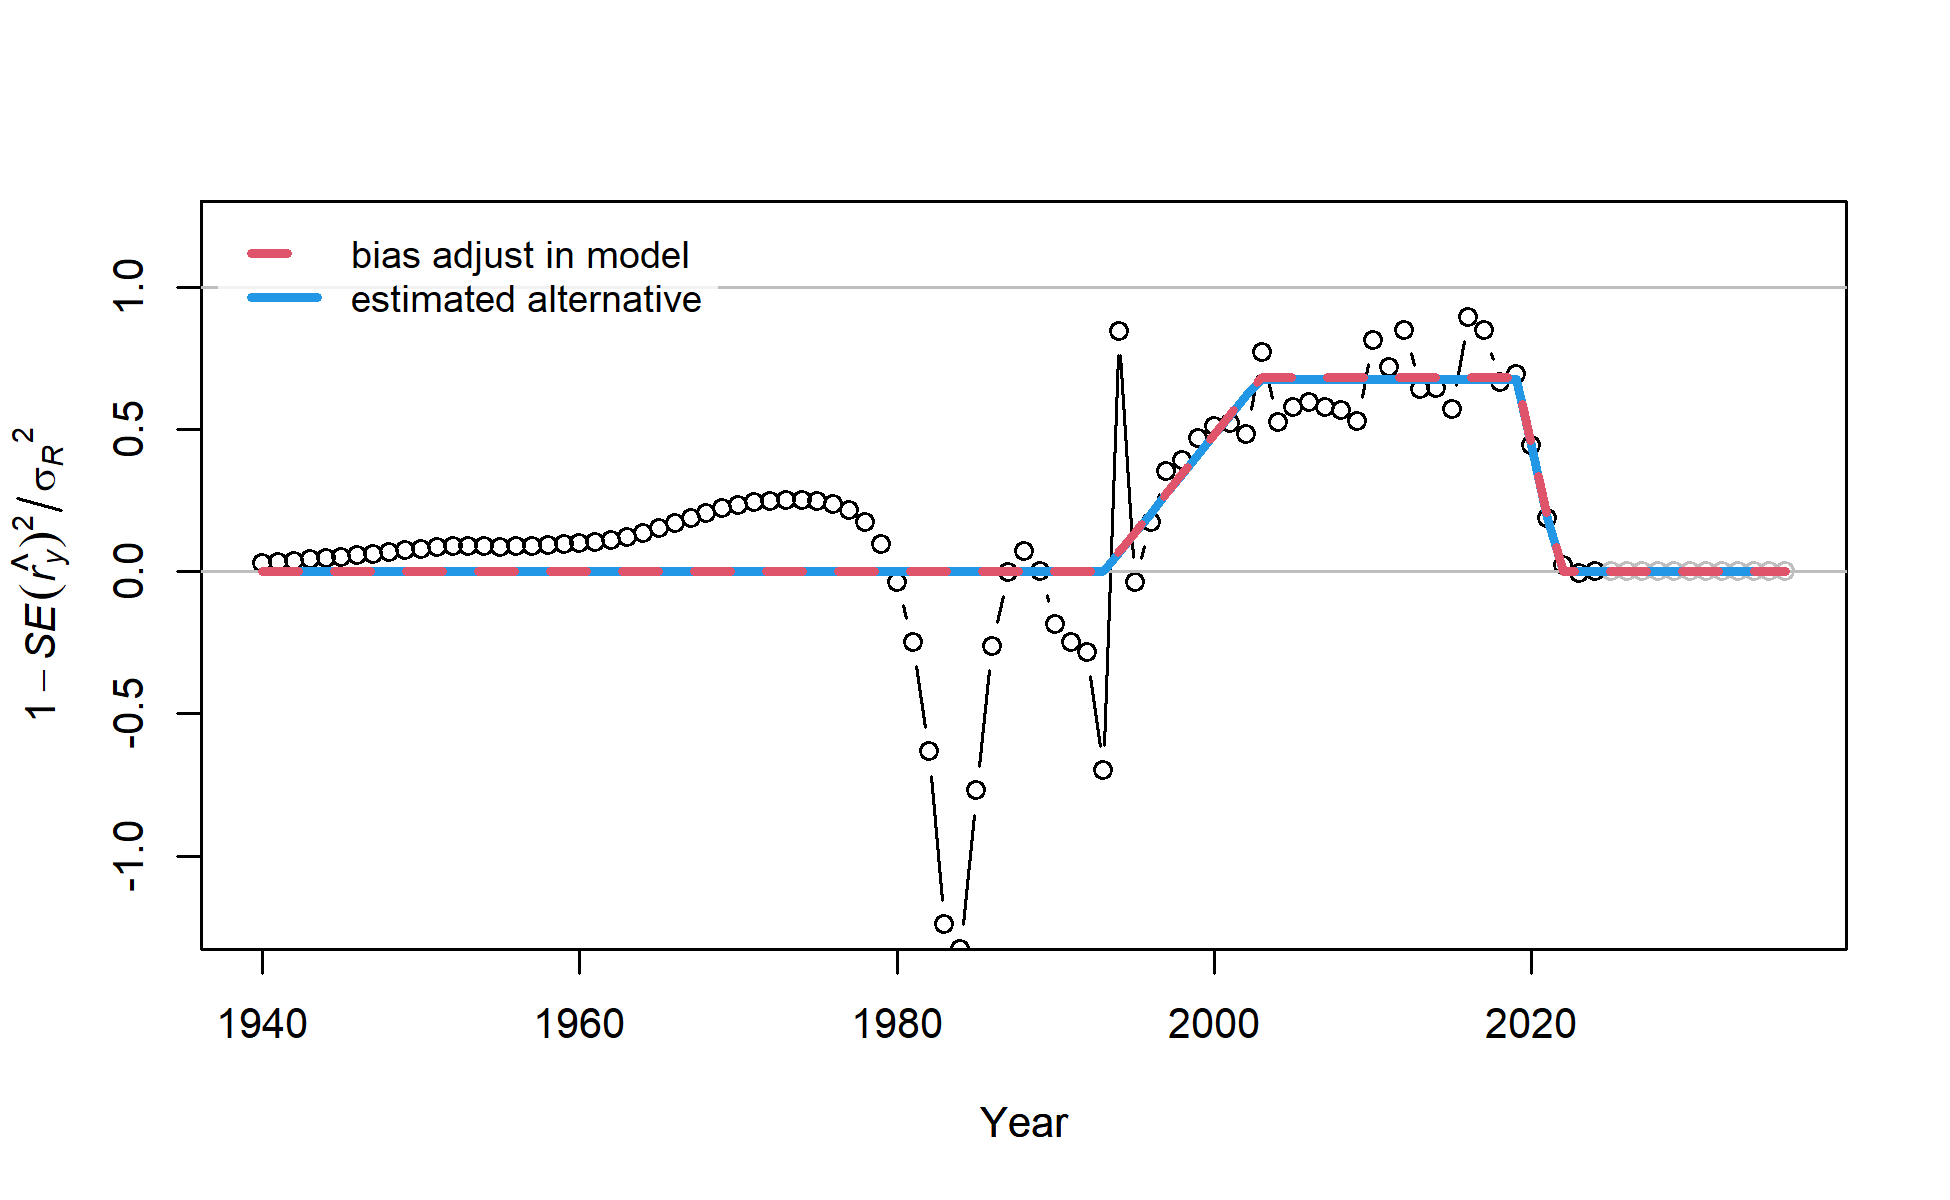 bias adjust in model
estimated alternative
1 − SE(r̂y)² / σR²
1.0
0.5
0.0
-0.5
-1.0
1940 1960 1980 2000 2020
Year